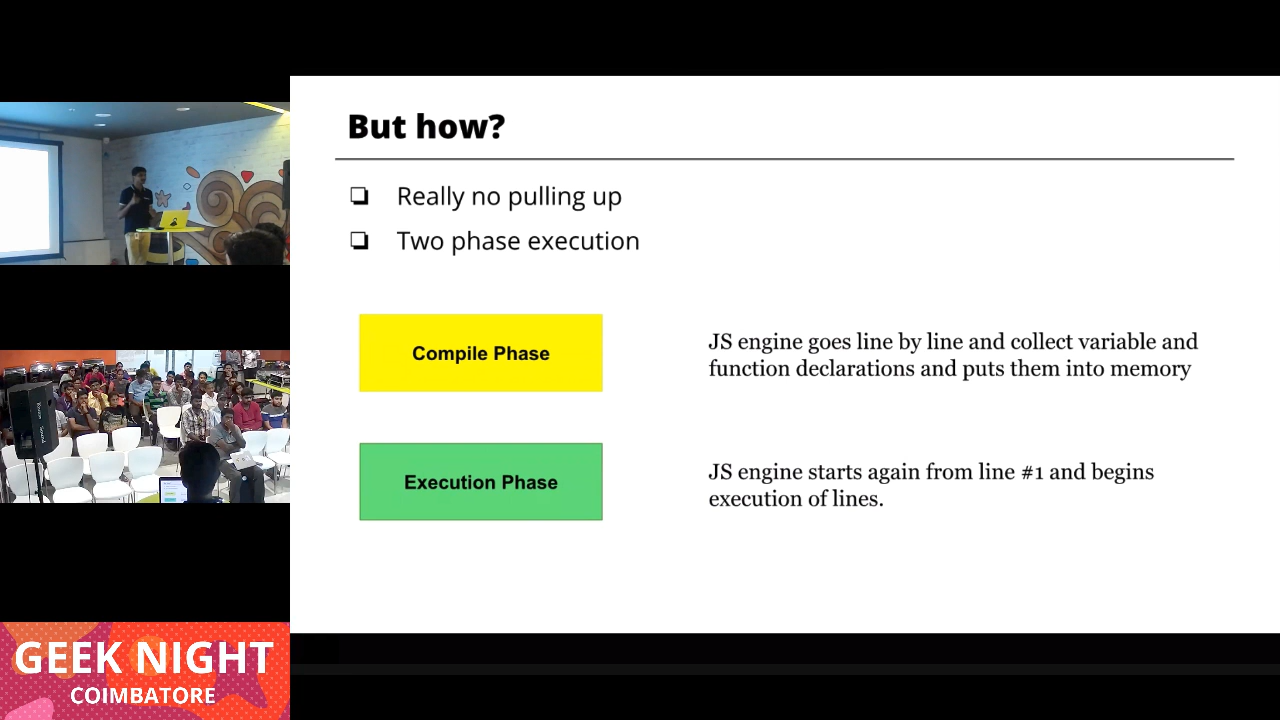 But how?
❏ Really no pulling up
❏ Two phase execution
Compile Phase
JS engine goes line by line and collect variable and
function declarations and puts them into memory
Execution Phase
JS engine starts again from line #1 and begins
execution of lines.
GEEK NIGHT
COIMBATORE